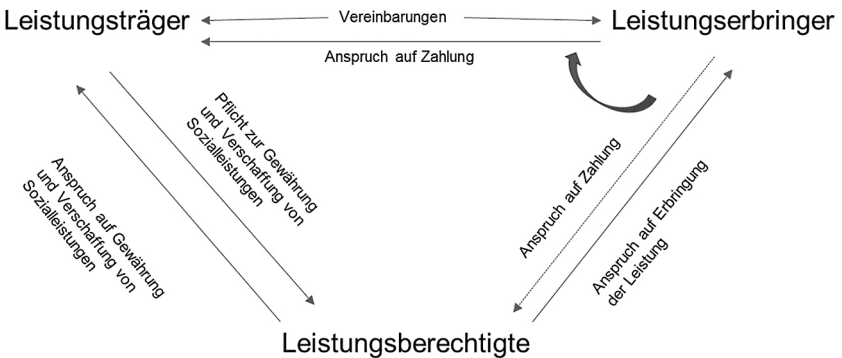 Leistungsträger
Vereinbarungen
Leistungserbringer
Anspruch auf Zahlung
Pflicht zur Gewährung
und Verschaffung von
Sozialleistungen
Anspruch auf Gewährung
und Verschaffung von
Sozialleistungen
Anspruch auf Zahlung
Anspruch auf Erbringung
der Leistung
Leistungsberechtigte